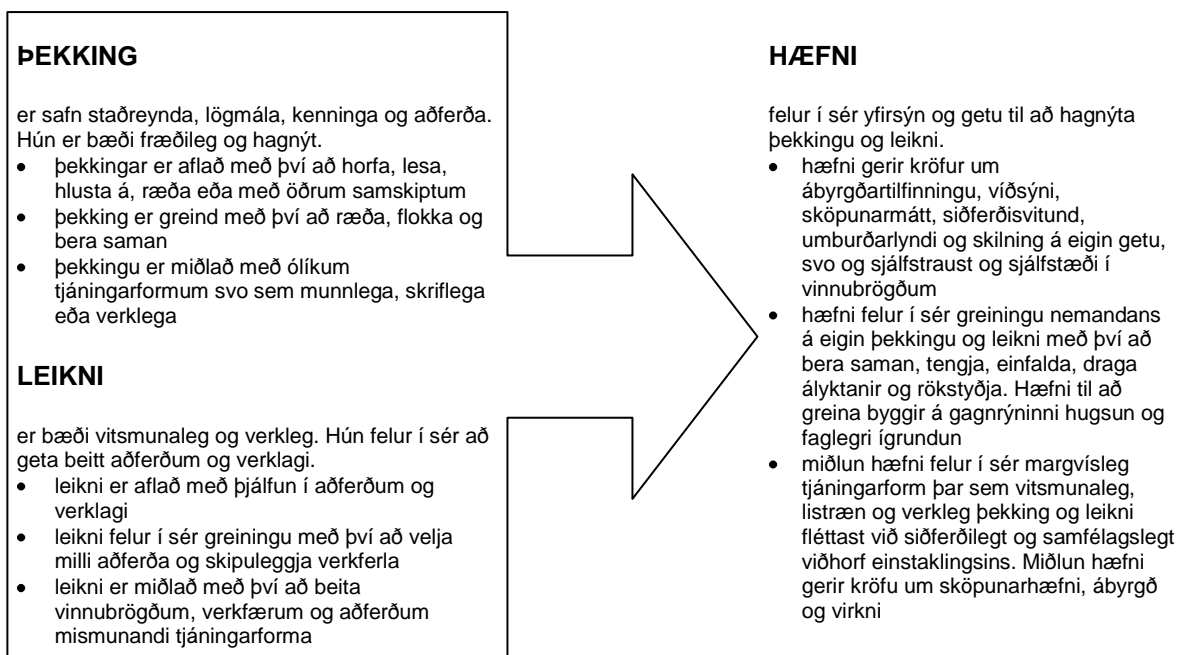 ÞEKKING
er safn staðreynda, lögmála, kenninga og aðferða.
Hún er bæði fræðileg og hagnýt.
• þekkingar er aflað með því að horfa, lesa,
hlusta á, ræða eða með öðrum samskiptum
• þekking er greind með því að ræða, flokka og
bera saman
• þekkingu er miðlað með ólíkum
tjáningarformum svo sem munnlega, skriflega
eða verklega
LEIKNI
er bæði vitsmunaleg og verkleg. Hún felur í sér að
geta beitt aðferðum og verklagi.
• leikni er aflað með þjálfun í aðferðum og
verklagi
• leikni felur í sér greiningu með því að velja
milli aðferða og skipuleggja verkferla
• leikni er miðlað með því að beita
vinnubrögðum, verkfærum og aðferðum
mismunandi tjáningarforma
HÆFNI
felur í sér yfirsýn og getu til að hagnýta
þekkingu og leikni.
• hæfni gerir kröfur um
ábyrgðartilfinningu, víðsýni,
sköpunarmátt, siðferðisvitund,
umburðarlyndi og skilning á eigin getu,
svo og sjálfstraust og sjálfstæði í
vinnubrögðum
• hæfni felur í sér greiningu nemandans
á eigin þekkingu og leikni með því að
bera saman, tengja, einfalda, draga
ályktanir og rökstyðja. Hæfni til að
greina byggir á gagnrýninni hugsun og
faglegri ígrundun
• miðlun hæfni felur í sér margvísleg
tjáningarform þar sem vitsmunaleg,
listræn og verkleg þekking og leikni
fléttast við siðferðilegt og samfélagslegt
viðhorf einstaklingsins. Miðlun hæfni
gerir kröfu um sköpunarhæfni, ábyrgð
og virkni